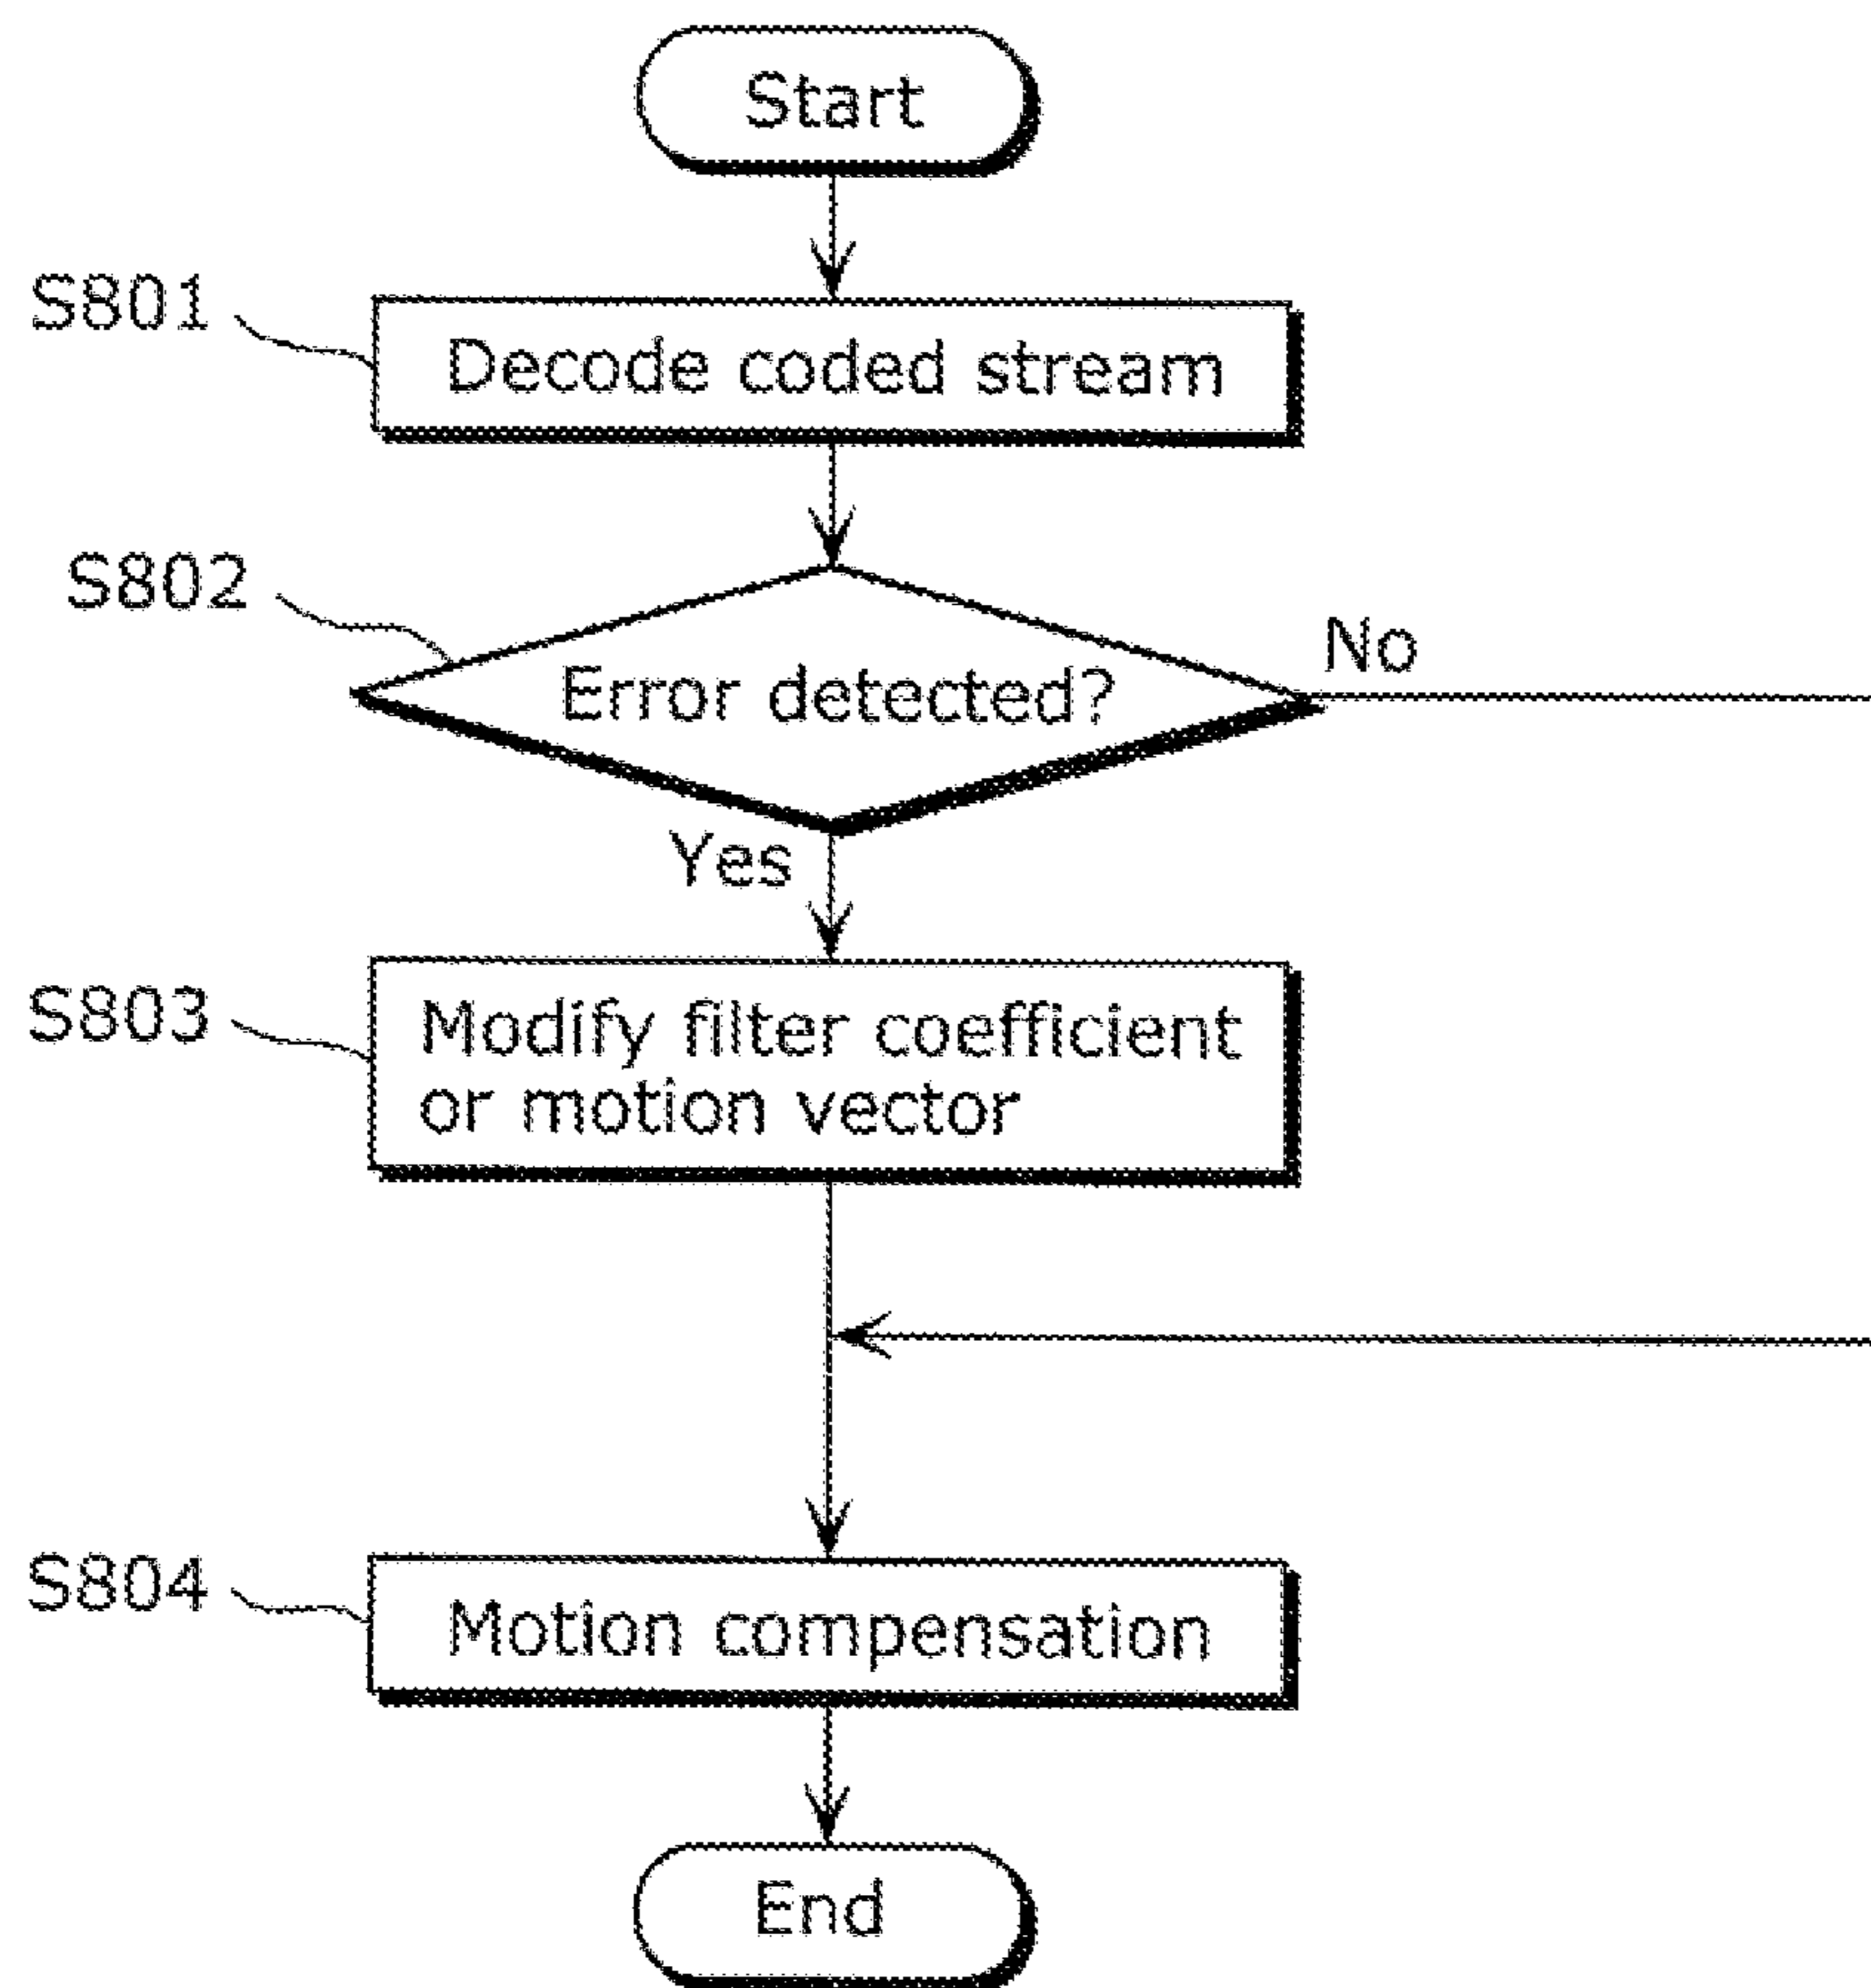 Start
S801
Decode coded stream
S802
Error detected?
No
Yes
S803
Modify filter coefficient
or motion vector
S804
Motion compensation
End